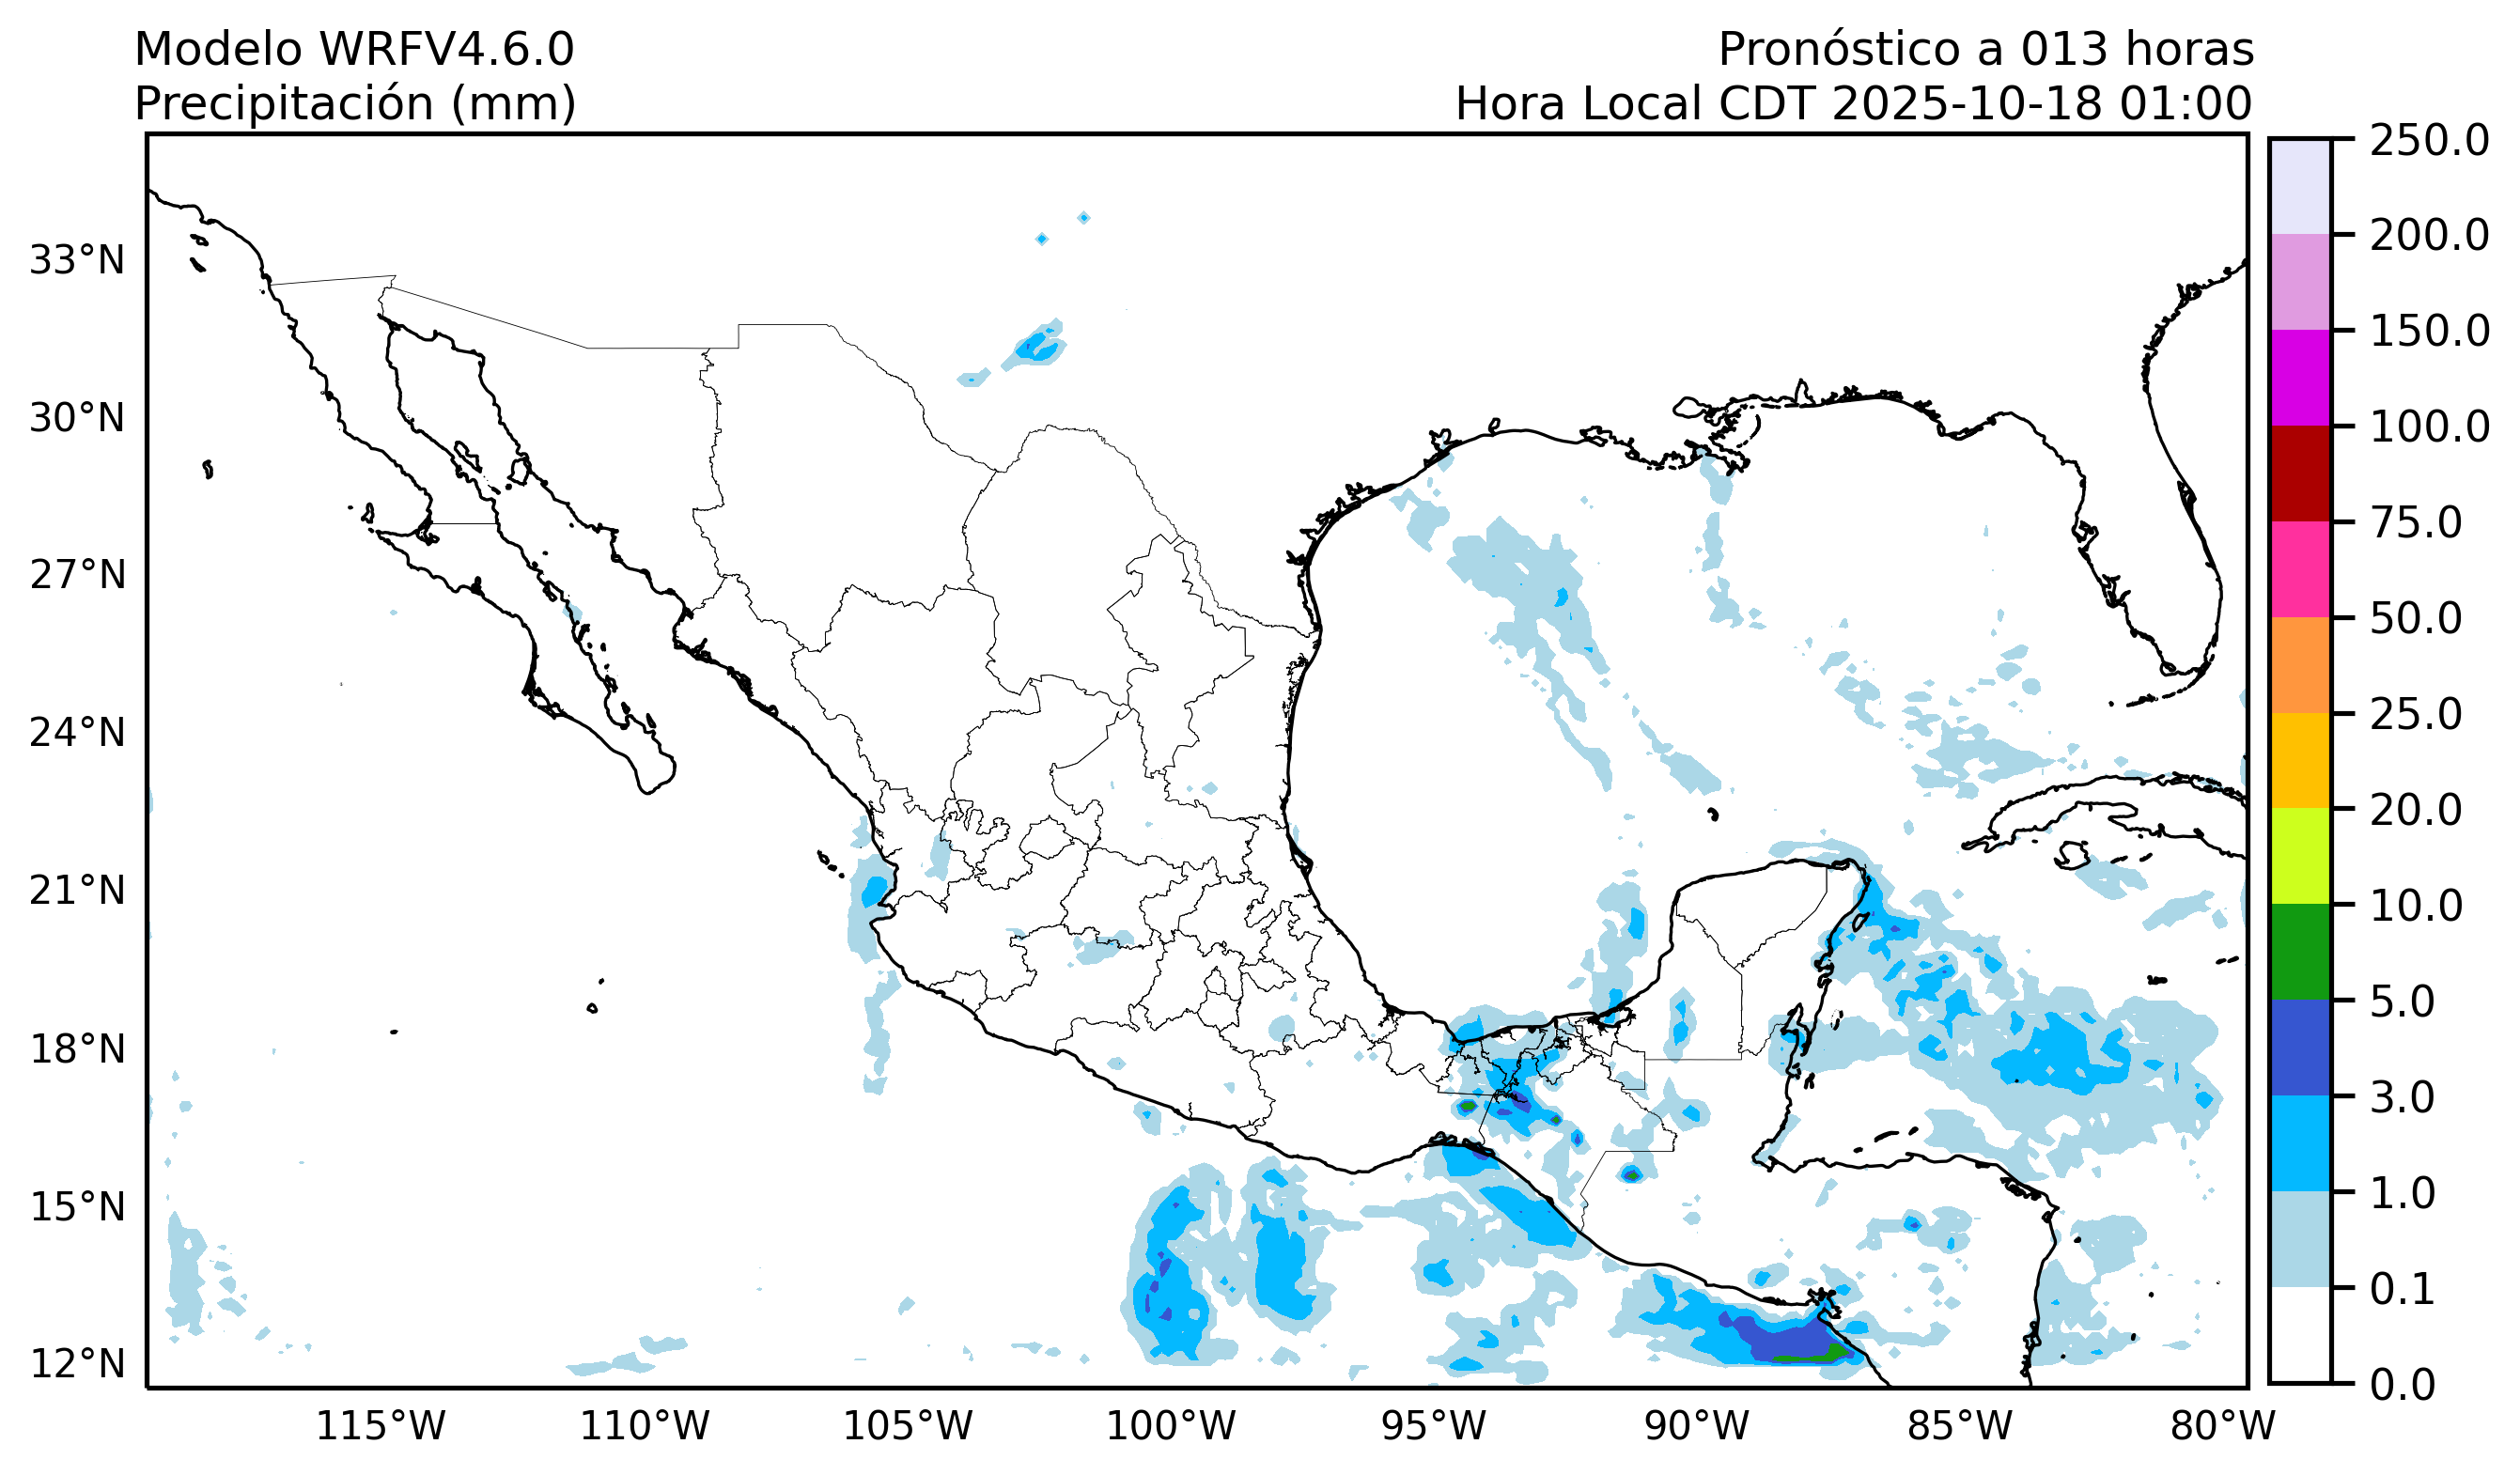 Modelo WRFV4.6.0
Precipitación (mm)
Pronóstico a 013 horas
Hora Local CDT 2025-10-18 01:00
33°N
30°N
27°N
24°N
21°N
18°N
15°N
12°N
115°W
110°W
105°W
100°W
95°W
90°W
85°W
80°W
250.0
200.0
150.0
100.0
75.0
50.0
25.0
20.0
10.0
5.0
3.0
1.0
0.1
0.0